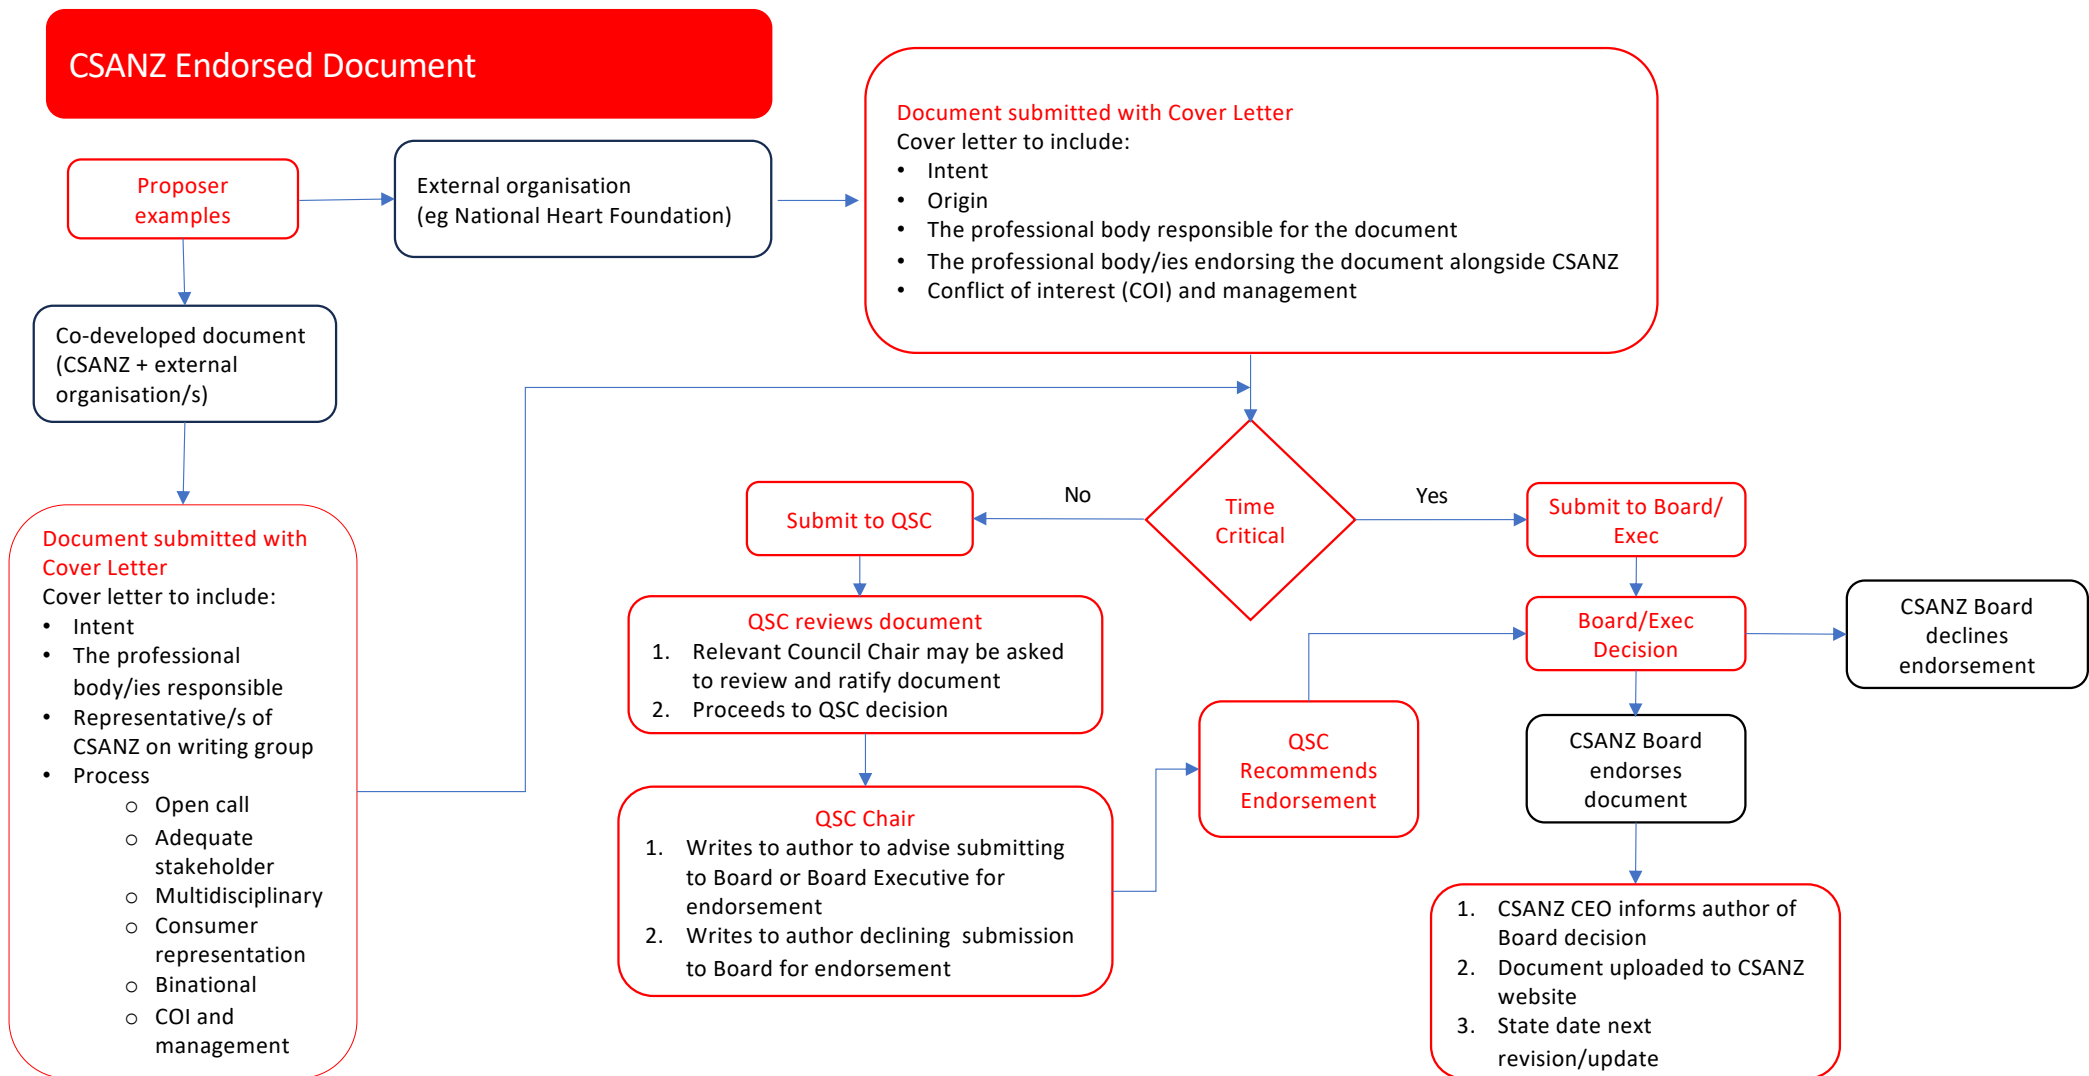 CSANZ Endorsed Document
Proposer
examples
External organisation
(eg National Heart Foundation)
Document submitted with Cover Letter
Cover letter to include:
• Intent
• Origin
• The professional body responsible for the document
• The professional body/ies endorsing the document alongside CSANZ
• Conflict of interest (COI) and management
Co-developed document
(CSANZ + external
organisation/s)
Document submitted with
Cover Letter
Cover letter to include:
• Intent
• The professional
body/ies responsible
• Representative/s of
CSANZ on writing group
• Process
o Open call
o Adequate
stakeholder
o Multidisciplinary
o Consumer
representation
o Binational
o COI and
management
Time
Critical
No
Yes
Submit to QSC
QSC reviews document
1. Relevant Council Chair may be asked
to review and ratify document
2. Proceeds to QSC decision
QSC Chair
1. Writes to author to advise submitting
to Board or Board Executive for
endorsement
2. Writes to author declining submission
to Board for endorsement
QSC
Recommends
Endorsement
Submit to Board/
Exec
Board/Exec
Decision
CSANZ Board
declines
endorsement
CSANZ Board
endorses
document
1. CSANZ CEO informs author of
Board decision
2. Document uploaded to CSANZ
website
3. State date next
revision/update